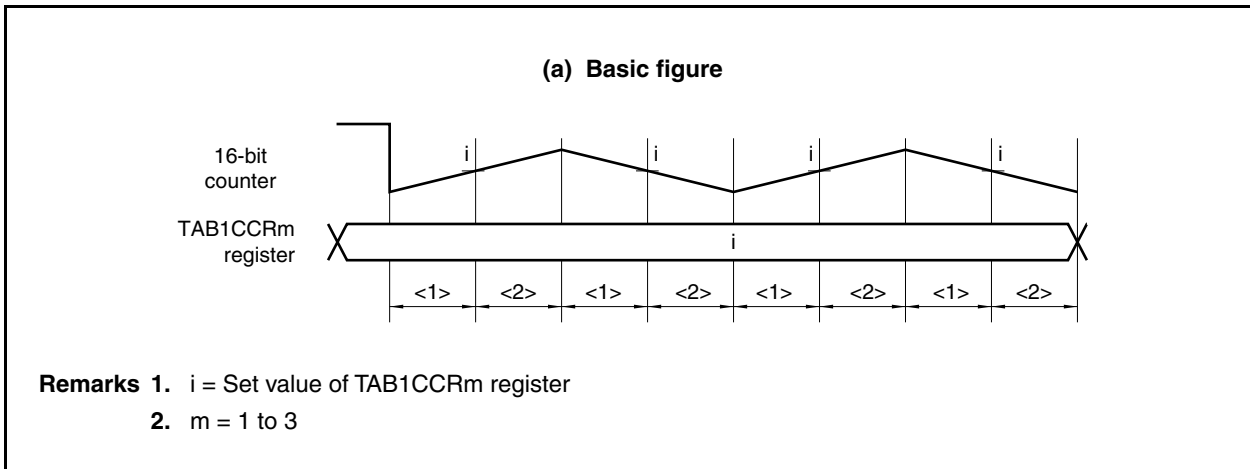 (a) Basic figure
16-bit
counter
i i i i
TAB1CCRm
register
i
<1> <2> <1> <2> <1> <2> <1> <2>
Remarks 1. i = Set value of TAB1CCRm register
2. m = 1 to 3